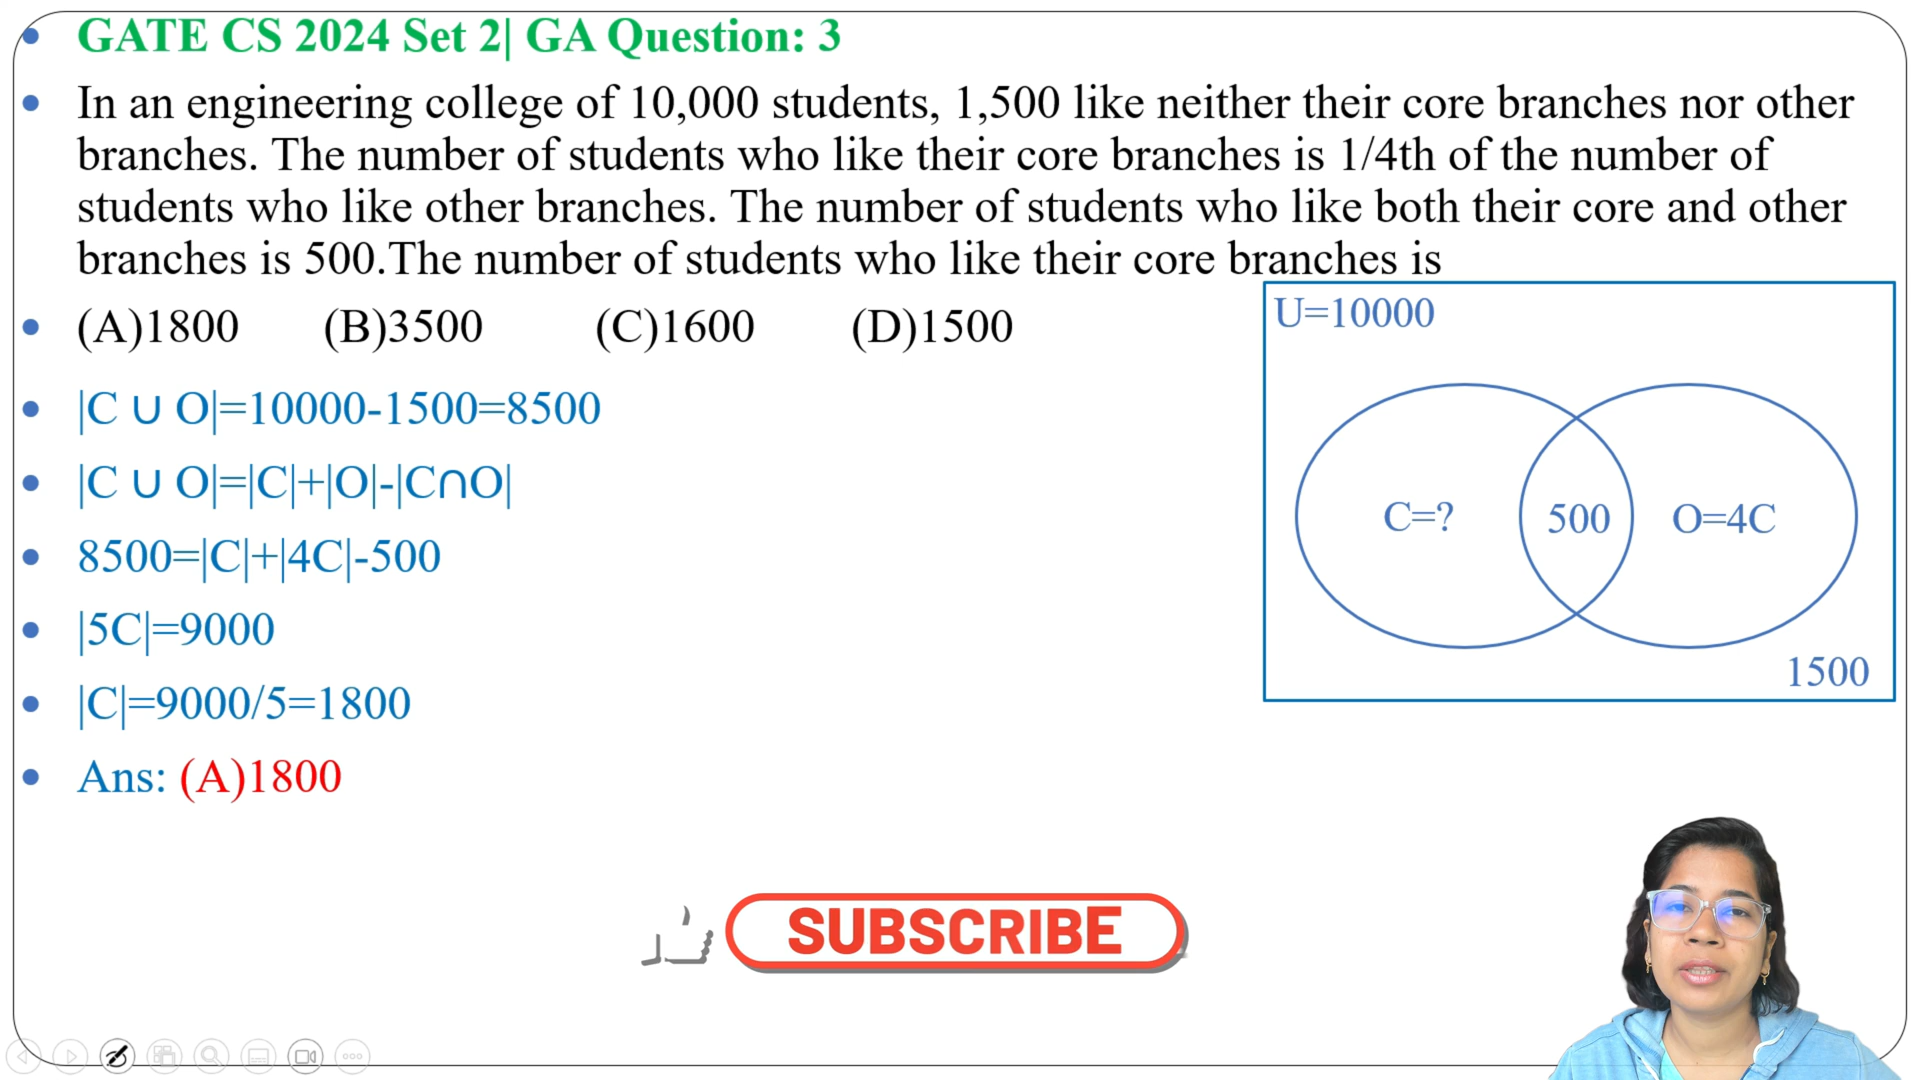 GATE CS 2024 Set 2| GA Question: 3
In an engineering college of 10,000 students, 1,500 like neither their core branches nor other
branches. The number of students who like their core branches is 1/4th of the number of
students who like other branches. The number of students who like both their core and other
branches is 500.The number of students who like their core branches is
(A)1800 (B)3500 (C)1600 (D)1500
|C ∪ O|=10000-1500=8500
|C ∪ O|=|C|+|O|-|C∩O|
8500=|C|+|4C|-500
|5C|=9000
|C|=9000/5=1800
Ans: (A)1800
U=10000
C=? 500 O=4C
1500
SUBSCRIBE